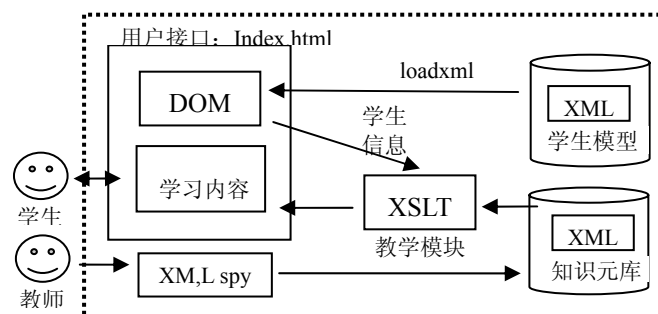 用户接口：Index.html
loadxml
DOM
学生
信息
XML
学生模型
学习内容
学生
XSLT
教学模块
XML
知识元库
教师
XM,L spy